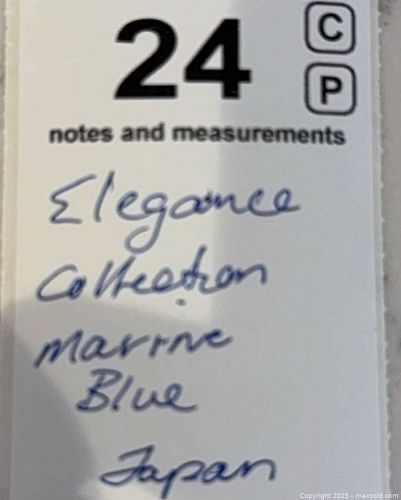 24
C
P
notes and measurements
Elegance
Collection
Marine
Blue
Japan
Copyright 2025 - maxsold.com